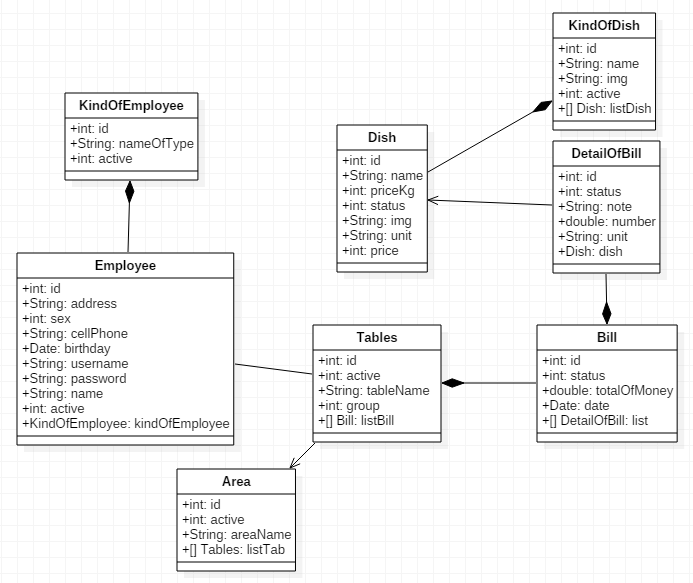 KindOfDish
+int: id
+String: name
+String: img
+int: active
+[] Dish: listDish
KindOfEmployee
+int: id
+String: nameOfType
+int: active
Dish
+int: id
+String: name
+int: priceKg
+int: status
+String: img
+String: unit
+int: price
DetailOfBill
+int: id
+int: status
+String: note
+double: number
+String: unit
+Dish: dish
Employee
+int: id
+String: address
+int: sex
+String: cellPhone
+Date: birthday
+String: username
+String: password
+String: name
+int: active
+KindOfEmployee: kindOfEmployee
Tables
+int: id
+int: active
+String: tableName
+int: group
+[] Bill: listBill
Bill
+int: id
+int: status
+double: totalOfMoney
+Date: date
+[] DetailOfBill: list
Area
+int: id
+int: active
+String: areaName
+[] Tables: listTab